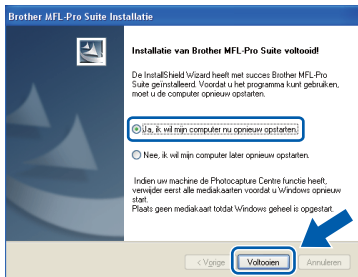 Brother MFL-Pro Suite Installatie
Installatie van Brother MFL-Pro Suite voltooid!
De InstallShield Wizard heeft met succes Brother MFL-Pro
Suite geïnstalleerd. Voordat u het programma kunt gebruiken,
moet u de computer opnieuw opstarten.
Ja, ik wil mijn computer nu opnieuw opstarten.
Nee, ik wil mijn computer later opnieuw opstarten.
Indien uw machine de Photocapture Centre functie heeft,
verwijder eerst alle mediakaarten voordat u Windows opnieuw
start.
Plaats geen mediakaart totdat Windows geheel is opgestart.
< Vorige
Voltooien
Annuleren